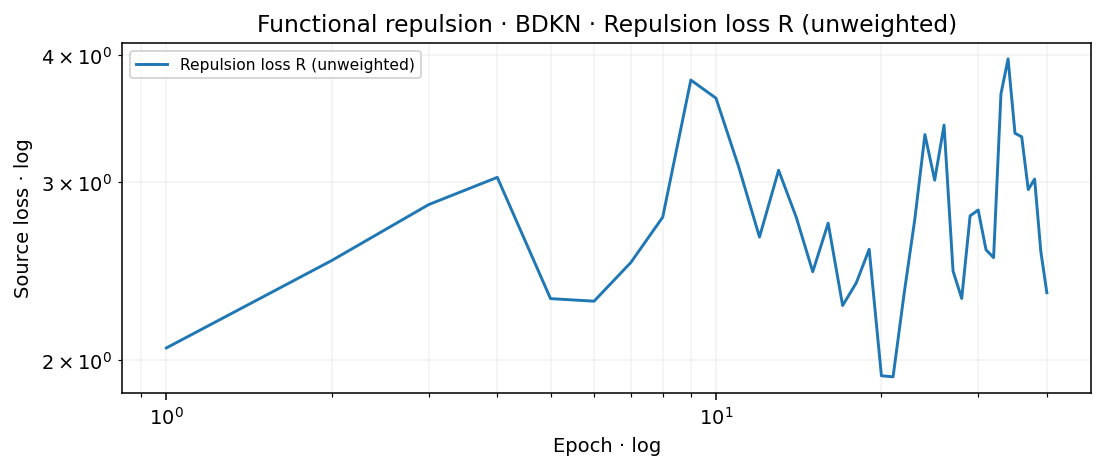 Functional repulsion · BDKN · Repulsion loss R (unweighted)
Repulsion loss R (unweighted)
Source loss · log
4 × 10⁰
3 × 10⁰
2 × 10⁰
10⁰ 10¹
Epoch · log